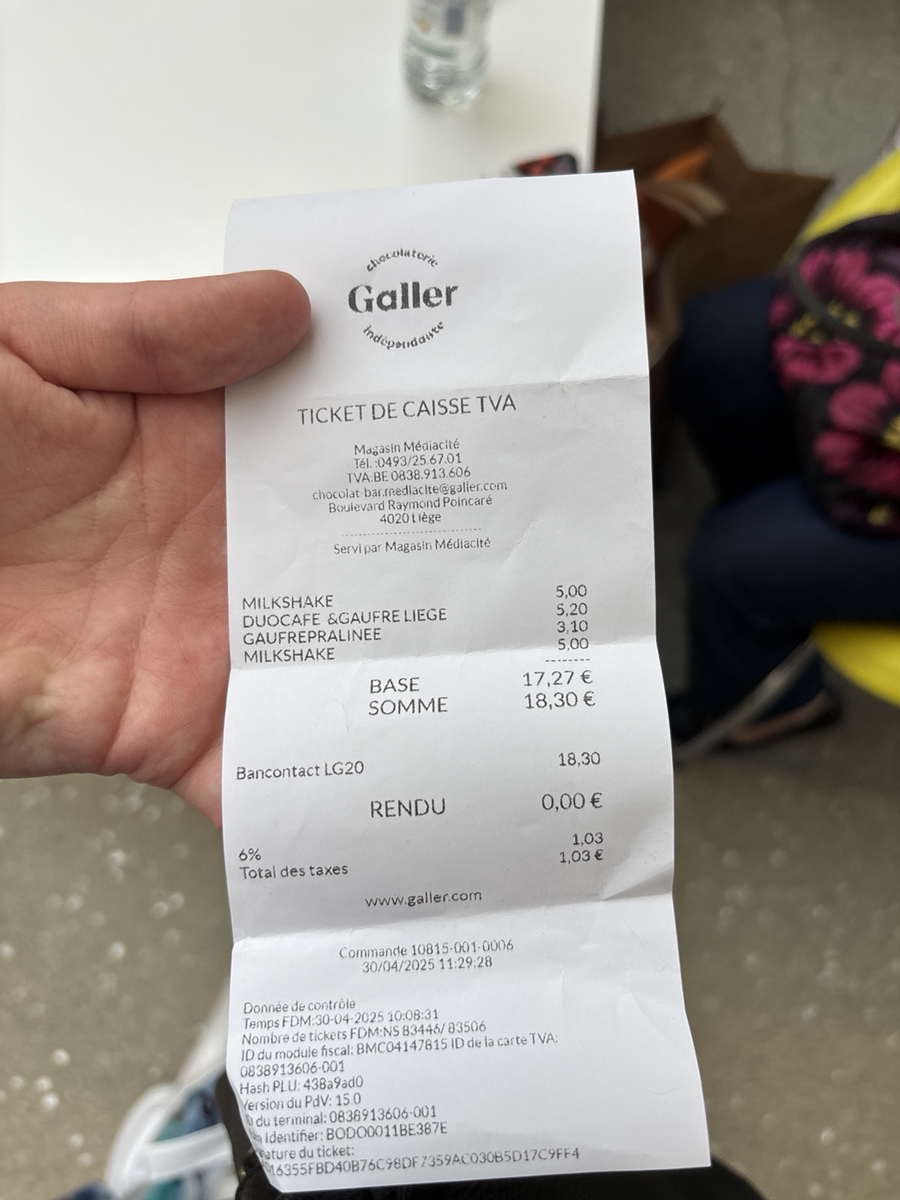 chocolaterie
Galler
indépendante
TICKET DE CAISSE TVA
Magasin Médiacité
Tél. :0493/25.67.01
TVA:BE 0838.913.606
chocolat-bar.mediacite@galler.com
Boulevard Raymond Poincaré
4020 Liège
Servi par Magasin Médiacité
MILKSHAKE 5,00
DUOCAFE &GAUFRE LIEGE 5,20
GAUFREPRALINEE 3,10
MILKSHAKE 5,00
BASE 17,27 €
SOMME 18,30 €
Bancontact LG20 18,30
RENDU 0,00 €
6% 1,03
Total des taxes 1,03 €
www.galler.com
Commande 10815-001-0006
30/04/2025 11:29:28
Donnée de contrôle
Temps FDM:30-04-2025 10:08:31
Nombre de tickets FDM:NS 83446/ 83506
ID du module fiscal: BMC04147815 ID de la carte TVA:
0838913606-001
Hash PLU: 438a9ad0
Version du PdV: 15.0
du terminal: 0838913606-001
Identifier: BODO0011BE387E
ature du ticket:
16355FBD40B76C98DF7359AC030B5D17C9FF4